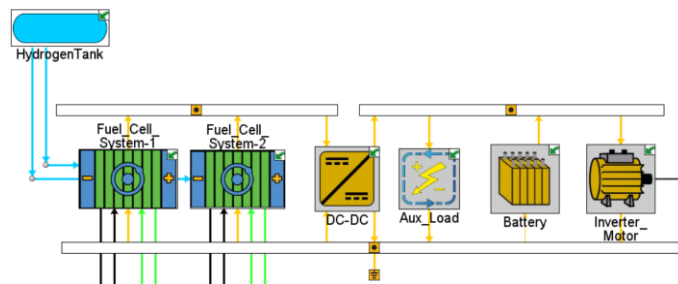 HydrogenTank
Fuel_Cell_
System-1
Fuel_Cell_
System-2
DC-DC
Aux_Load
Battery
Inverter_
Motor